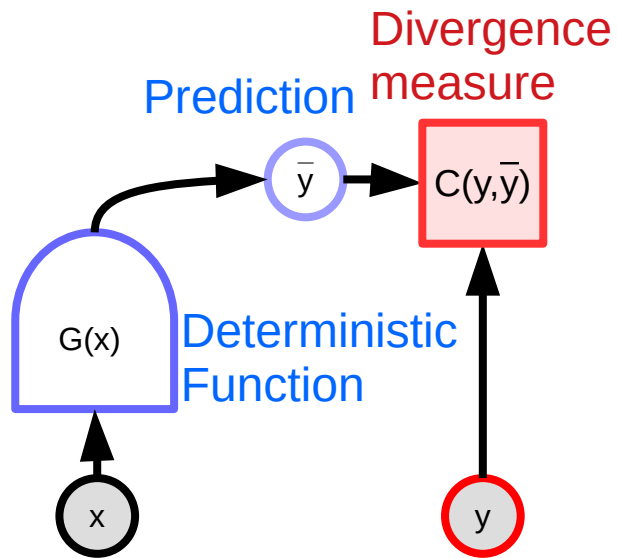 Divergence
measure
Prediction
y̅
C(y,y̅)
G(x)
Deterministic
Function
x
y